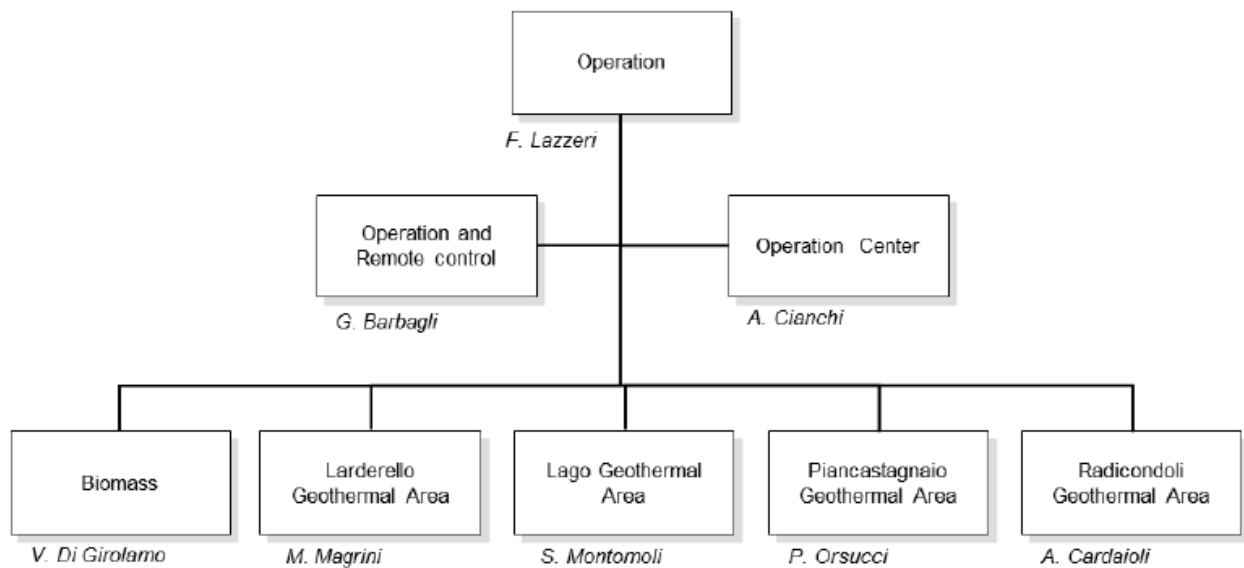 Operation
F. Lazzeri
Operation and
Remote control
G. Barbagli
Operation Center
A. Cianchi
Biomass
V. Di Girolamo
Larderello
Geothermal Area
M. Magrini
Lago Geothermal
Area
S. Montomoli
Piancastagnaio
Geothermal Area
P. Orsucci
Radicondoli
Geothermal Area
A. Cardaioli